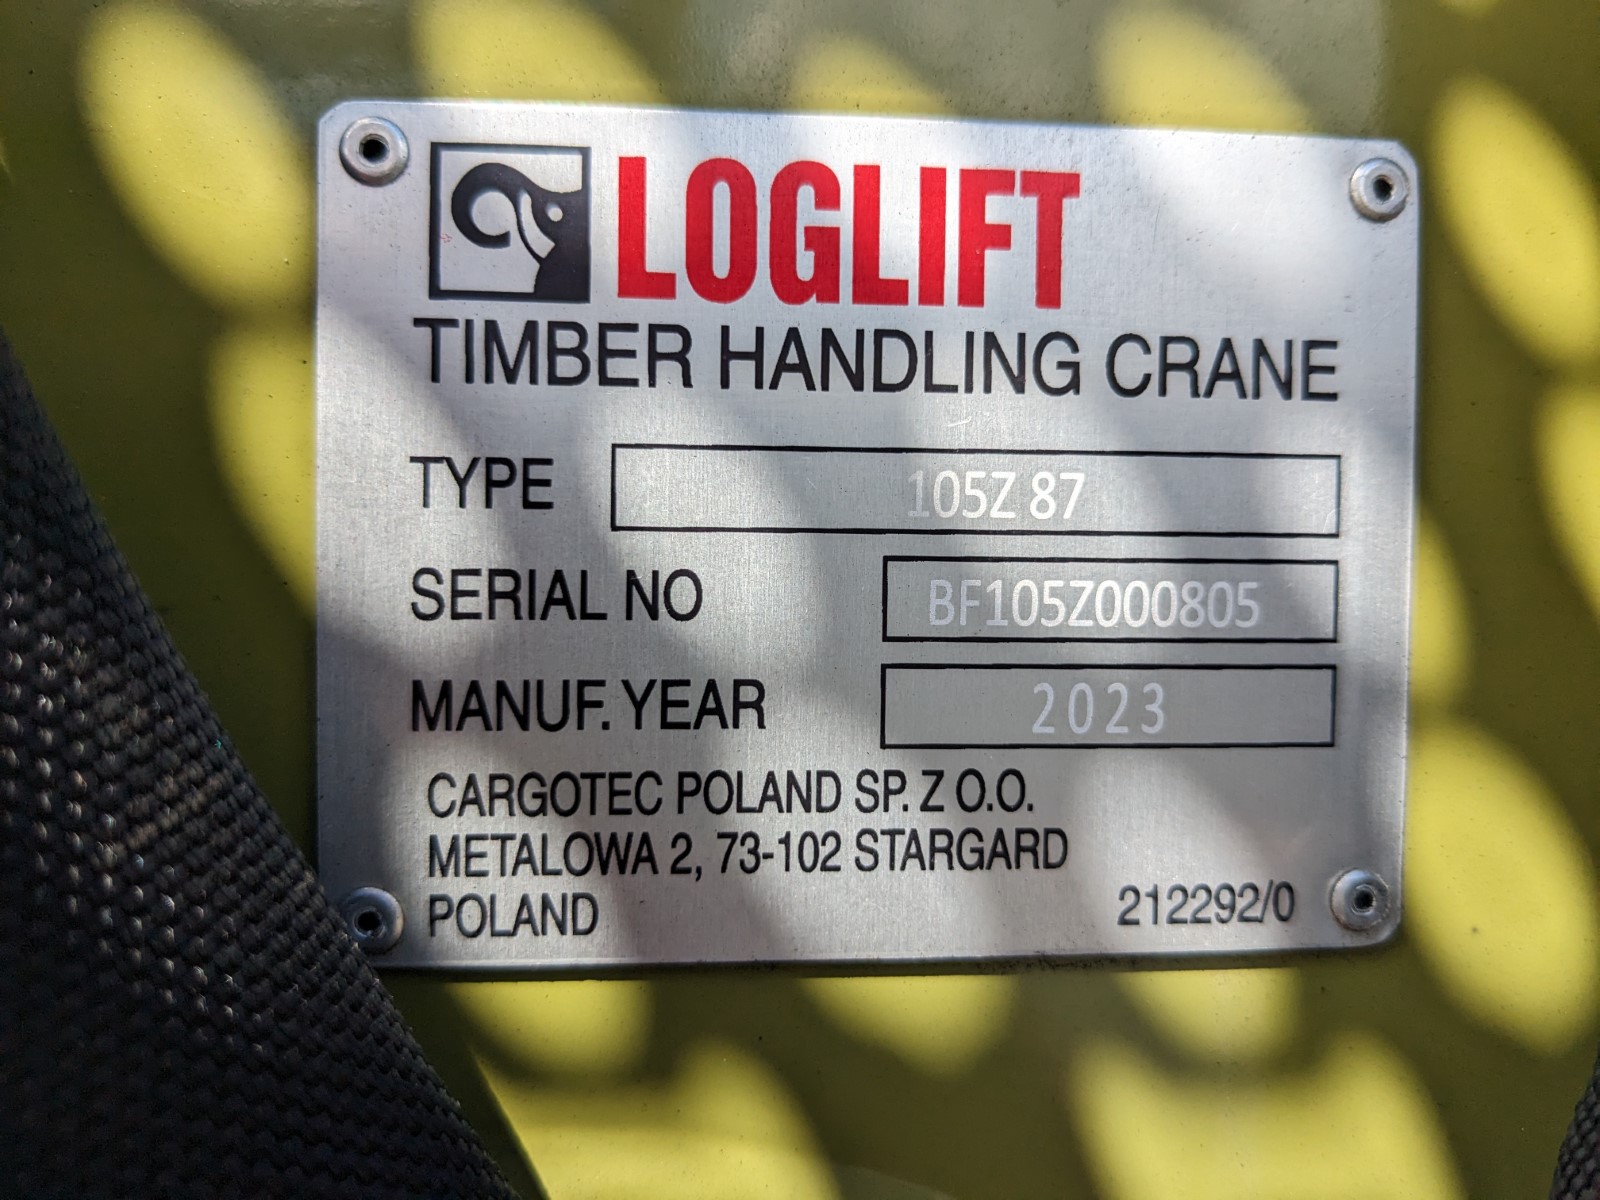 LOGLIFT
TIMBER HANDLING CRANE
TYPE 105Z 87
SERIAL NO BF105Z000805
MANUF. YEAR 2023
CARGOTEC POLAND SP. Z O.O.
METALOWA 2, 73-102 STARGARD
POLAND 212292/0